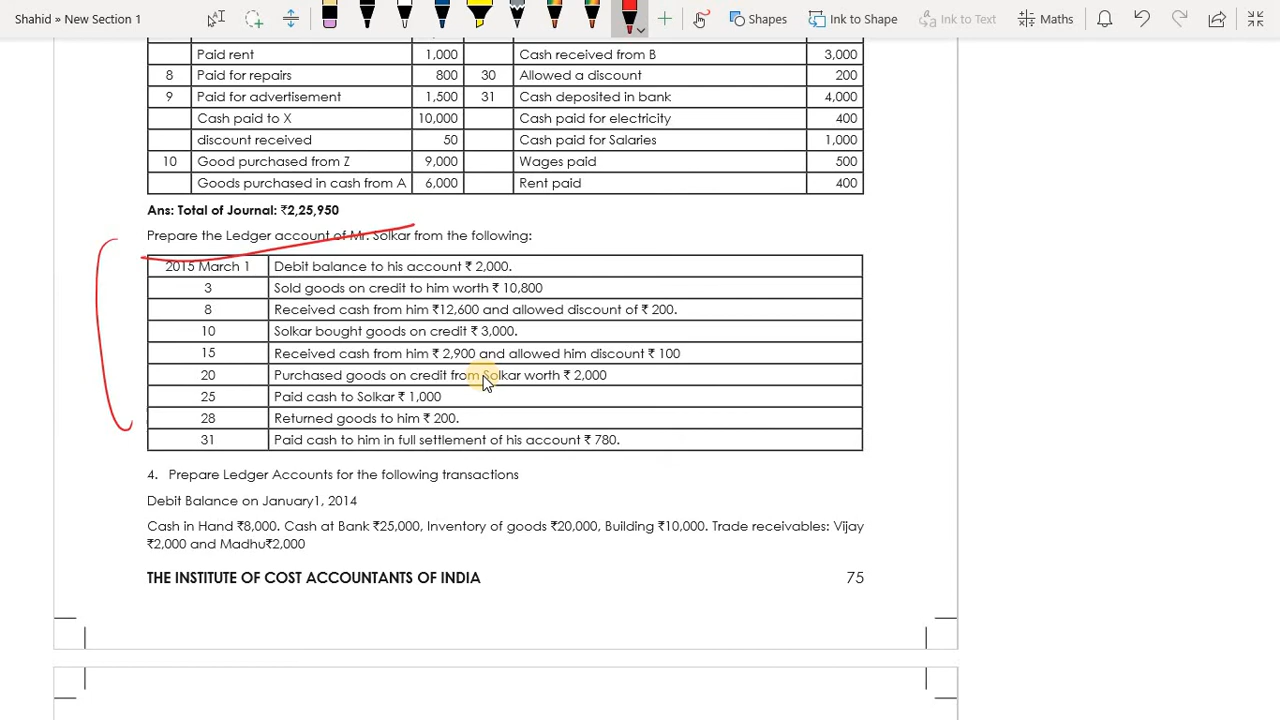 Shahid » New Section 1
Shapes
Ink to Shape
Ink to Text
Maths
Paid rent 1,000 Cash received from B 3,000
8 Paid for repairs 800 30 Allowed a discount 200
9 Paid for advertisement 1,500 31 Cash deposited in bank 4,000
Cash paid to X 10,000 Cash paid for electricity 400
discount received 50 Cash paid for Salaries 1,000
10 Good purchased from Z 9,000 Wages paid 500
Goods purchased in cash from A 6,000 Rent paid 400
Ans: Total of Journal: ₹2,25,950
Prepare the Ledger account of Mr. Solkar from the following:
2015 March 1 Debit balance to his account ₹ 2,000.
3 Sold goods on credit to him worth ₹ 10,800
8 Received cash from him ₹12,600 and allowed discount of ₹ 200.
10 Solkar bought goods on credit ₹ 3,000.
15 Received cash from him ₹ 2,900 and allowed him discount ₹ 100
20 Purchased goods on credit from Solkar worth ₹ 2,000
25 Paid cash to Solkar ₹ 1,000
28 Returned goods to him ₹ 200.
31 Paid cash to him in full settlement of his account ₹ 780.
4. Prepare Ledger Accounts for the following transactions
Debit Balance on January1, 2014
Cash in Hand ₹8,000. Cash at Bank ₹25,000, Inventory of goods ₹20,000, Building ₹10,000. Trade receivables: Vijay
₹2,000 and Madhu₹2,000
THE INSTITUTE OF COST ACCOUNTANTS OF INDIA 75